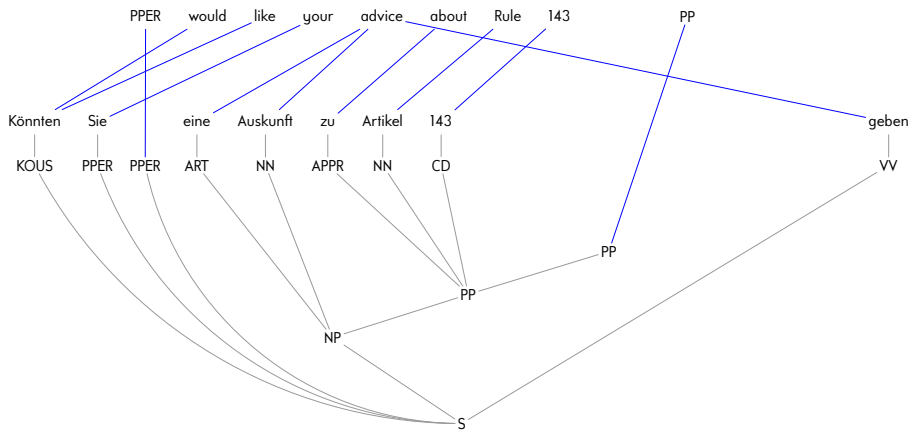 PPER would like your advice about Rule 143 PP
Könnten Sie eine Auskunft zu Artikel 143 geben
KOUS PPER PPER ART NN APPR NN CD VV
PP
PP
NP
S